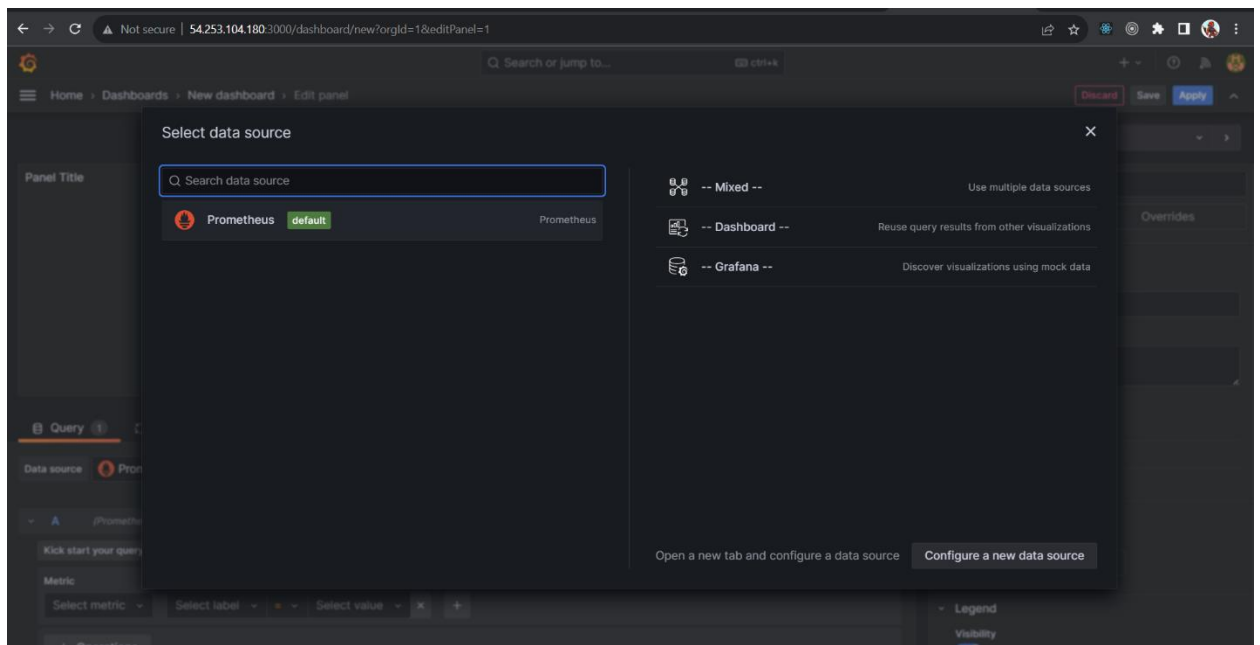 Not secure | 54.253.104.180:3000/dashboard/new?orgId=1&editPanel=1
Search or jump to... ctrl+k
Home › Dashboards › New dashboard › Edit panel Discard Save Apply
Select data source
Panel Title
Search data source
Prometheus default Prometheus
-- Mixed -- Use multiple data sources
-- Dashboard -- Reuse query results from other visualizations
-- Grafana -- Discover visualizations using mock data
Overrides
Query 1
Data source Prom
A (Promethe
Kick start your query
Open a new tab and configure a data source Configure a new data source
Metric
Select metric Select label = Select value × +
Legend
Visibility